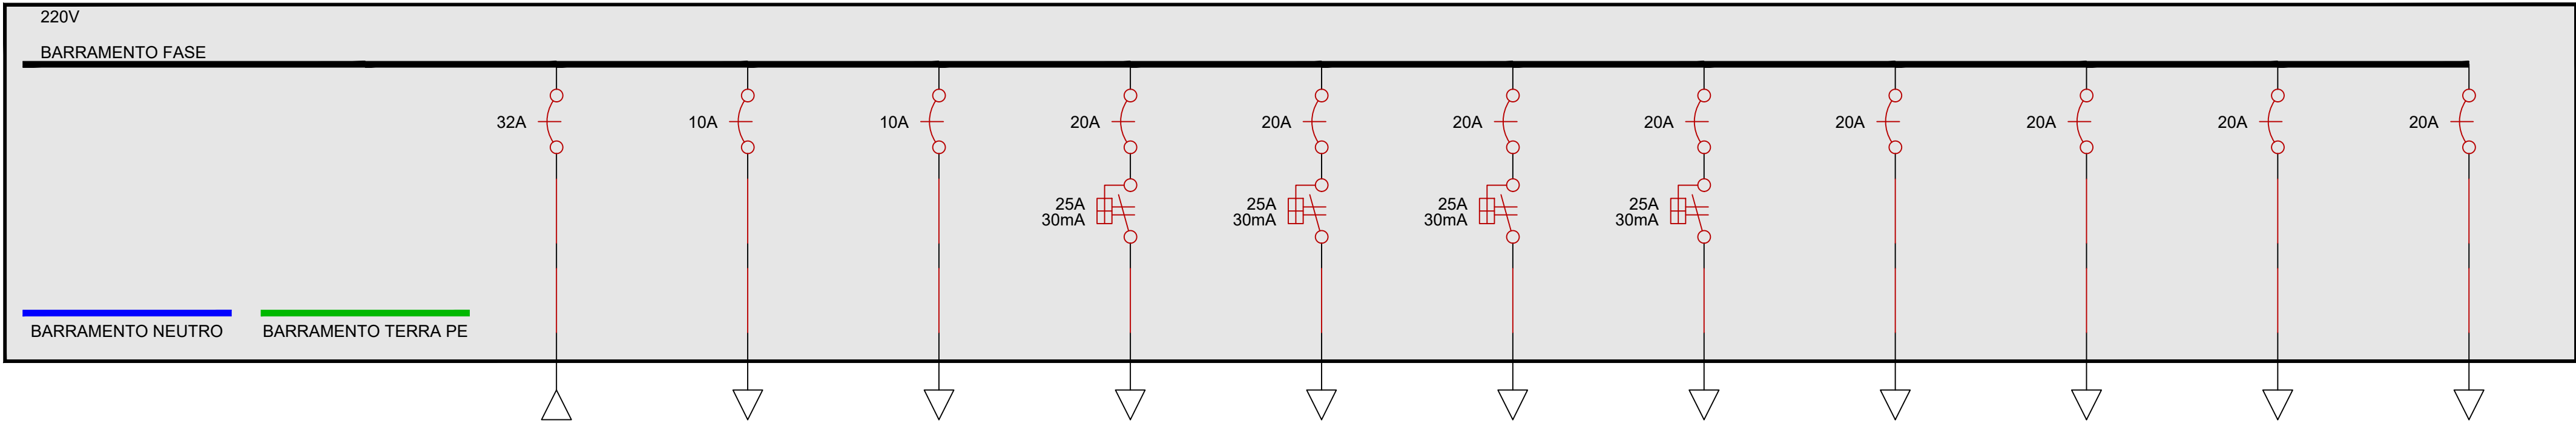 220V
BARRAMENTO FASE
32A
10A
10A
20A
20A
20A
20A
20A
20A
20A
20A
25A
30mA
25A
30mA
25A
30mA
25A
30mA
BARRAMENTO NEUTRO
BARRAMENTO TERRA PE